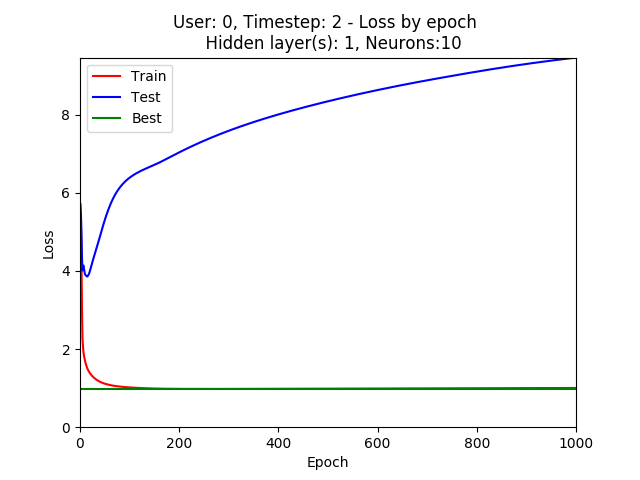 User: 0, Timestep: 2 - Loss by epoch
Hidden layer(s): 1, Neurons:10
Train
Test
Best
8
6
4
2
0
Loss
0 200 400 600 800 1000
Epoch